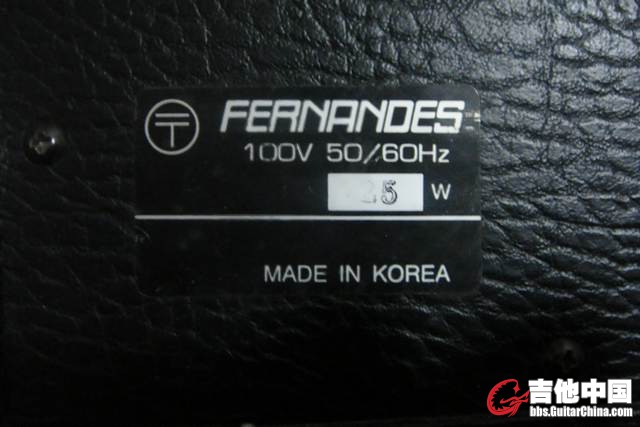 〒 FERNANDES
100V 50/60Hz
25 W
MADE IN KOREA
吉他中国
bbs.GuitarChina.com